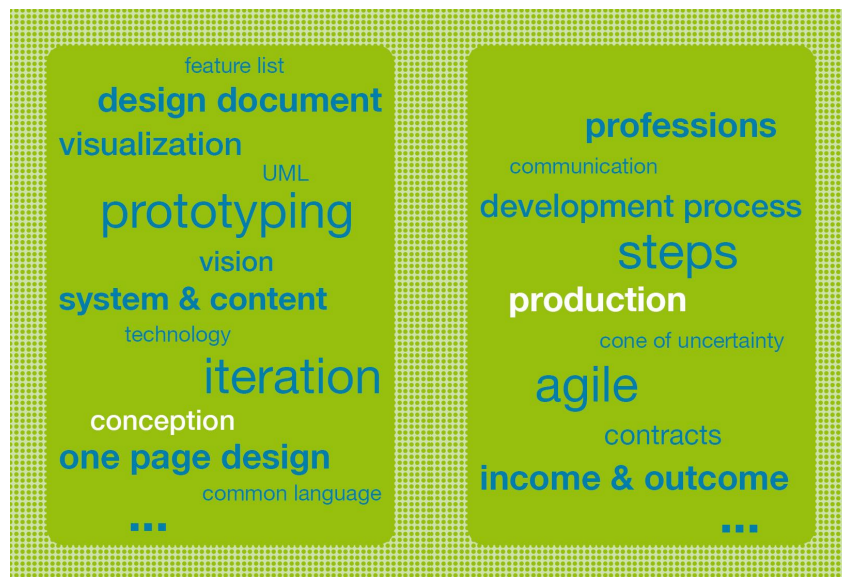 feature list
design document
visualization
UML
prototyping
vision
system & content
technology
iteration
conception
one page design
common language
...
professions
communication
development process
steps
production
cone of uncertainty
agile
contracts
income & outcome
...